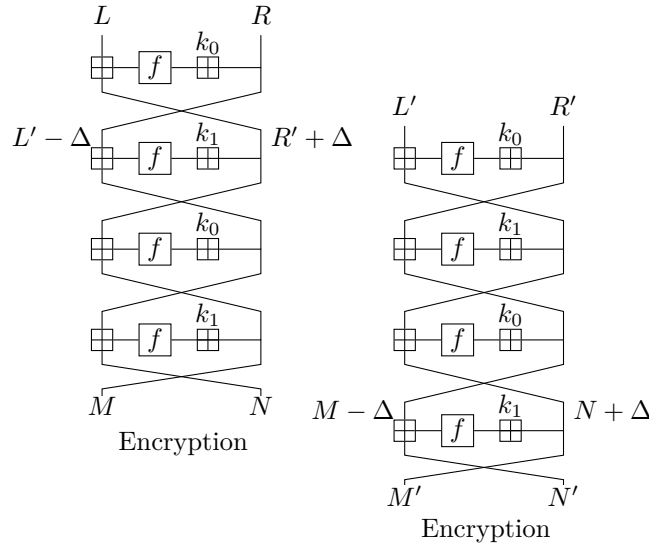 L R
k₀
f
L′ − Δ R′ + Δ
k₁
f
k₀
f
k₁
f
M N
Encryption
L′ R′
k₀
f
k₁
f
k₀
f
M − Δ N + Δ
k₁
f
M′ N′
Encryption